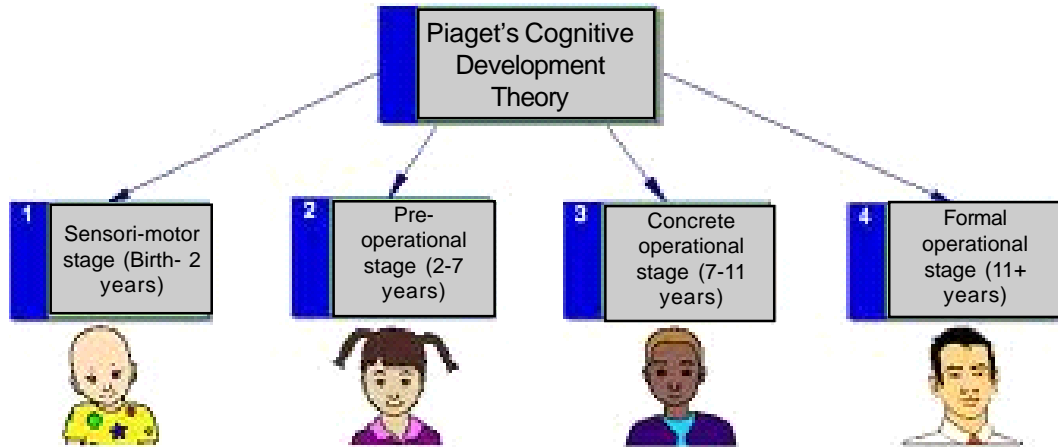 Piaget's Cognitive
Development
Theory
1
Sensori-motor
stage (Birth- 2
years)
2
Pre-
operational
stage (2-7
years)
3
Concrete
operational
stage (7-11
years)
4
Formal
operational
stage (11+
years)